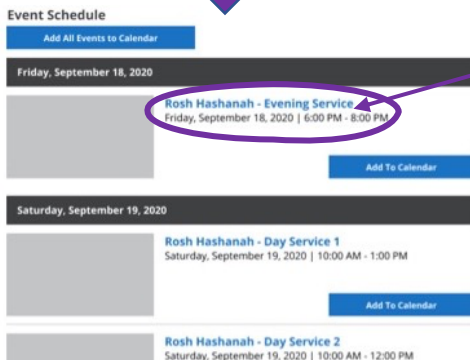 Event Schedule
Add All Events to Calendar
Friday, September 18, 2020
Rosh Hashanah - Evening Service
Friday, September 18, 2020 | 6:00 PM - 8:00 PM
Add To Calendar
Saturday, September 19, 2020
Rosh Hashanah - Day Service 1
Saturday, September 19, 2020 | 10:00 AM - 1:00 PM
Add To Calendar
Rosh Hashanah - Day Service 2
Saturday, September 19, 2020 | 10:00 AM - 12:00 PM